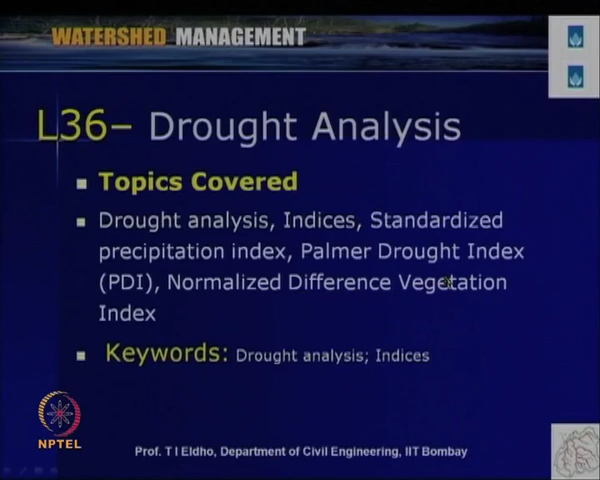 WATERSHED MANAGEMENT
L36– Drought Analysis
Topics Covered
Drought analysis, Indices, Standardized
precipitation index, Palmer Drought Index
(PDI), Normalized Difference Vegetation
Index
Keywords: Drought analysis; Indices
NPTEL
Prof. T I Eldho, Department of Civil Engineering, IIT Bombay